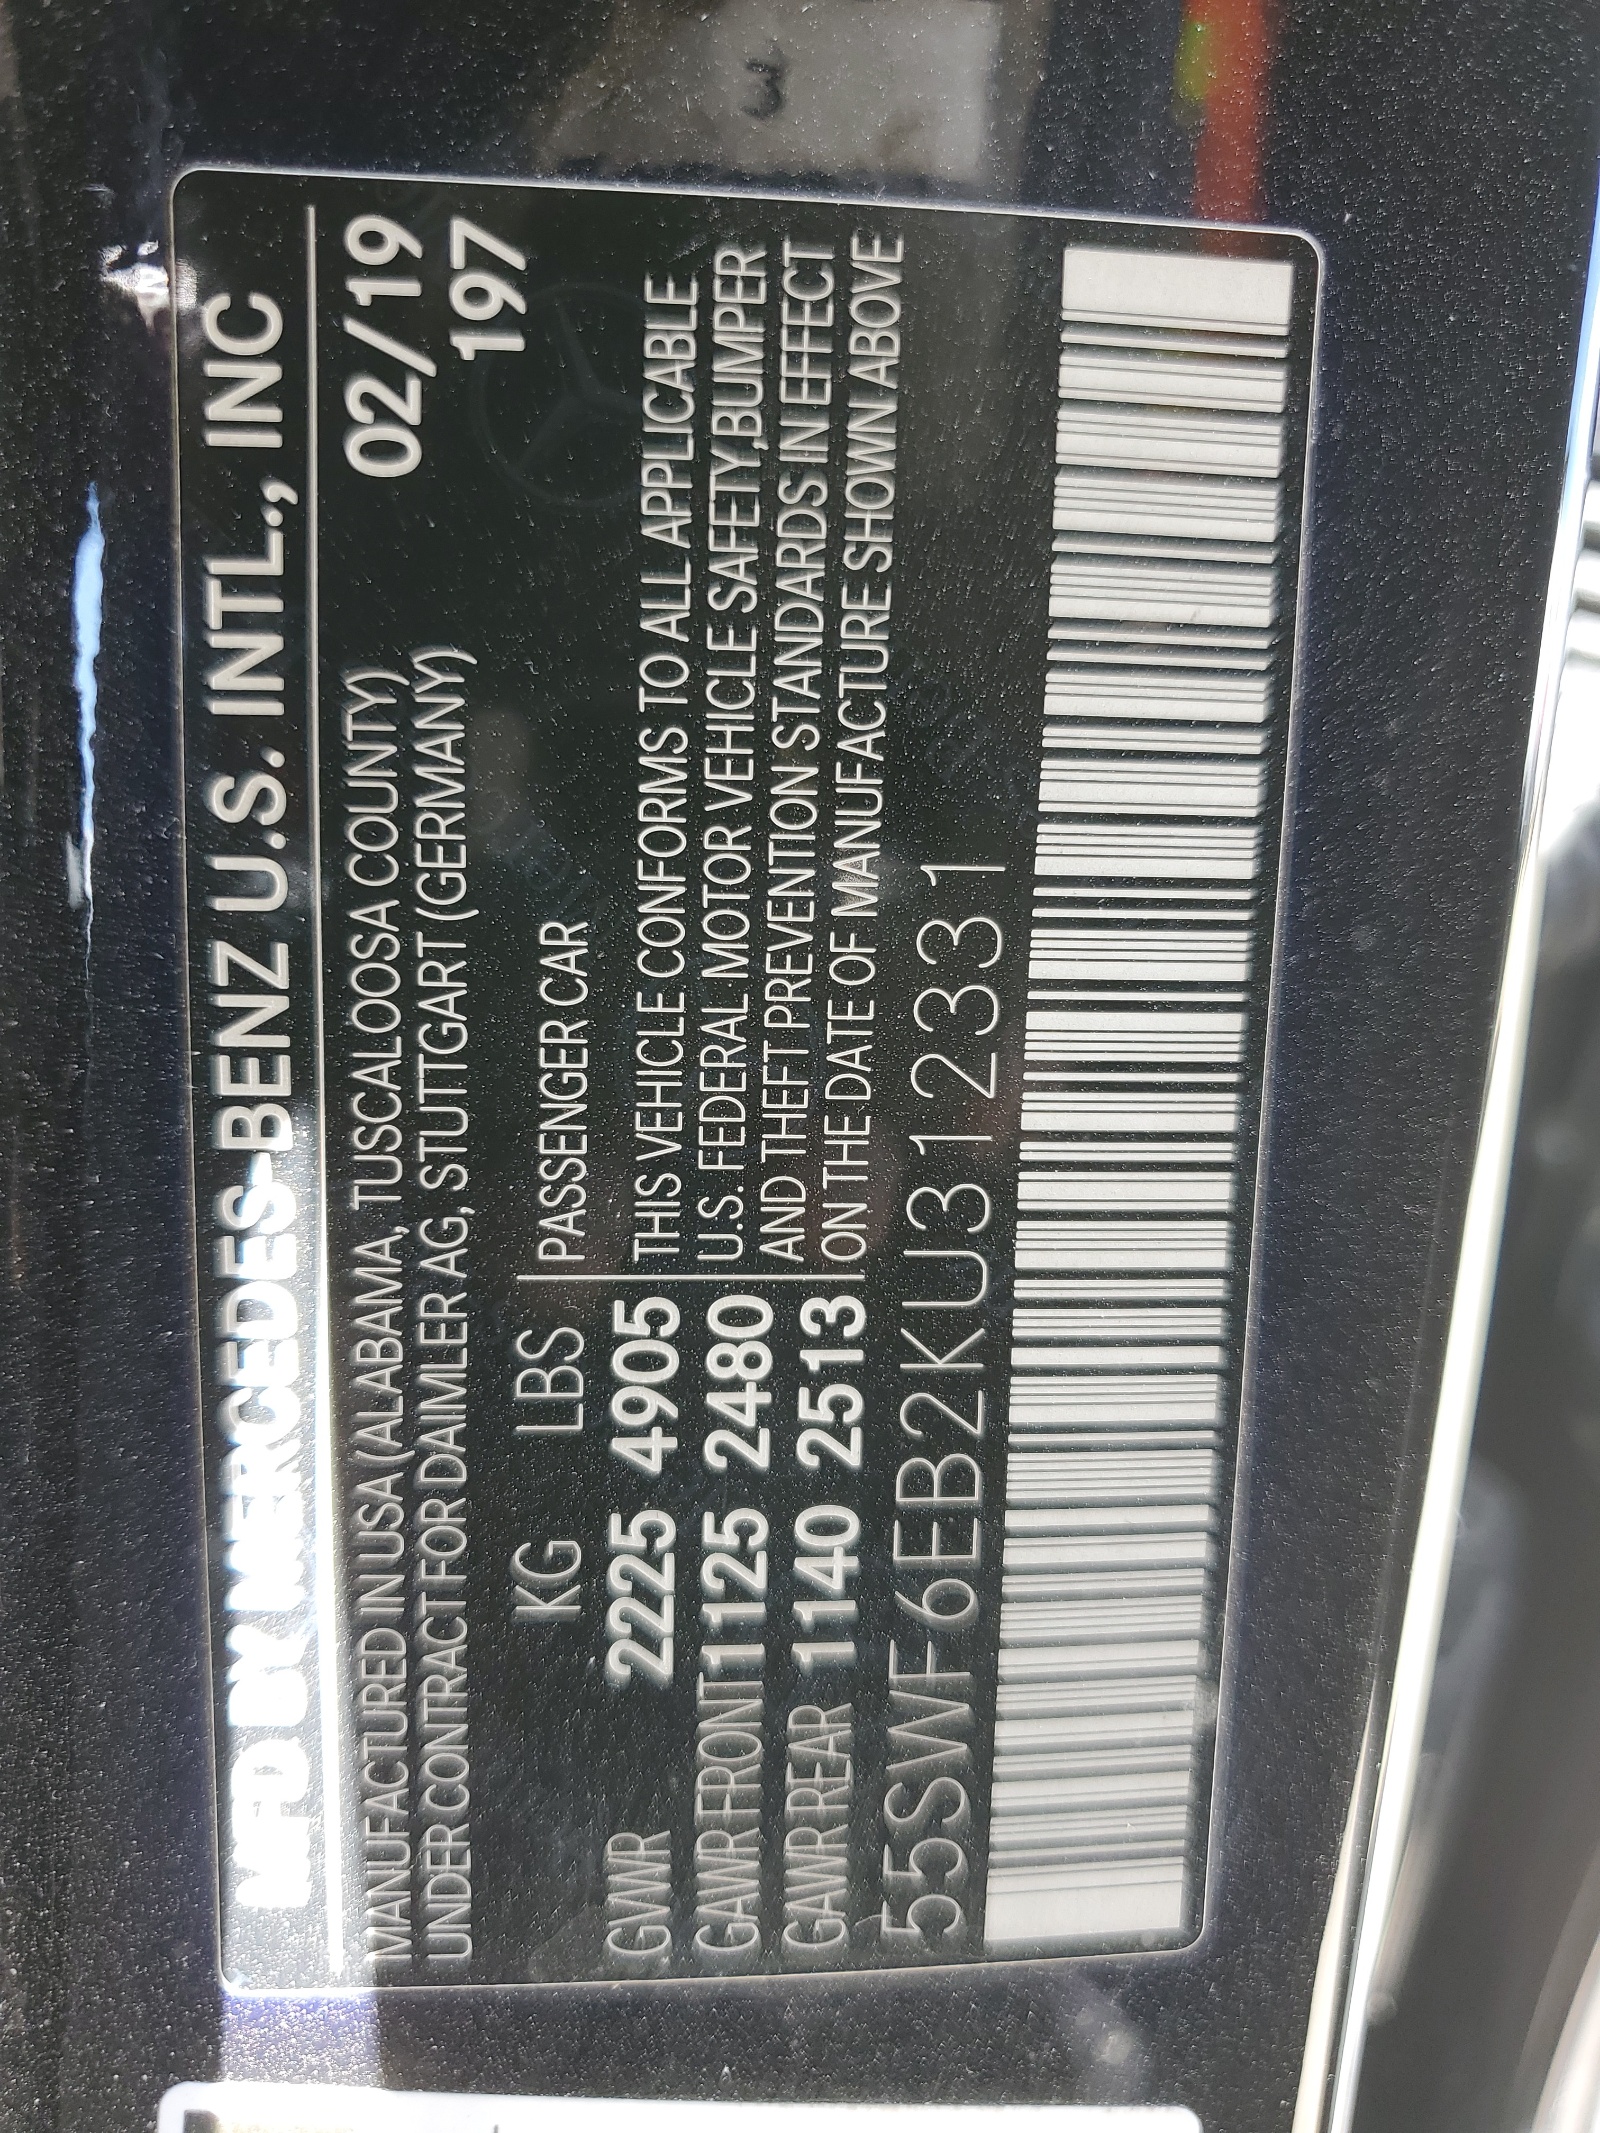 3
MFD BY MERCEDES-BENZ U.S. INTL., INC
MANUFACTURED IN USA (ALABAMA, TUSCALOOSA COUNTY) 02/19
UNDER CONTRACT FOR DAIMLER AG, STUTTGART (GERMANY) 197
KG LBS PASSENGER CAR
GWWR 2225 4905 THIS VEHICLE CONFORMS TO ALL APPLICABLE
GAWR FRONT 1125 2480 U.S. FEDERAL MOTOR VEHICLE SAFETY,BUMPER
GAWR REAR 1140 2513 AND THEFT PREVENTION STANDARDS IN EFFECT
ON THE DATE OF MANUFACTURE SHOWN ABOVE
55SWF6EB2KU312331